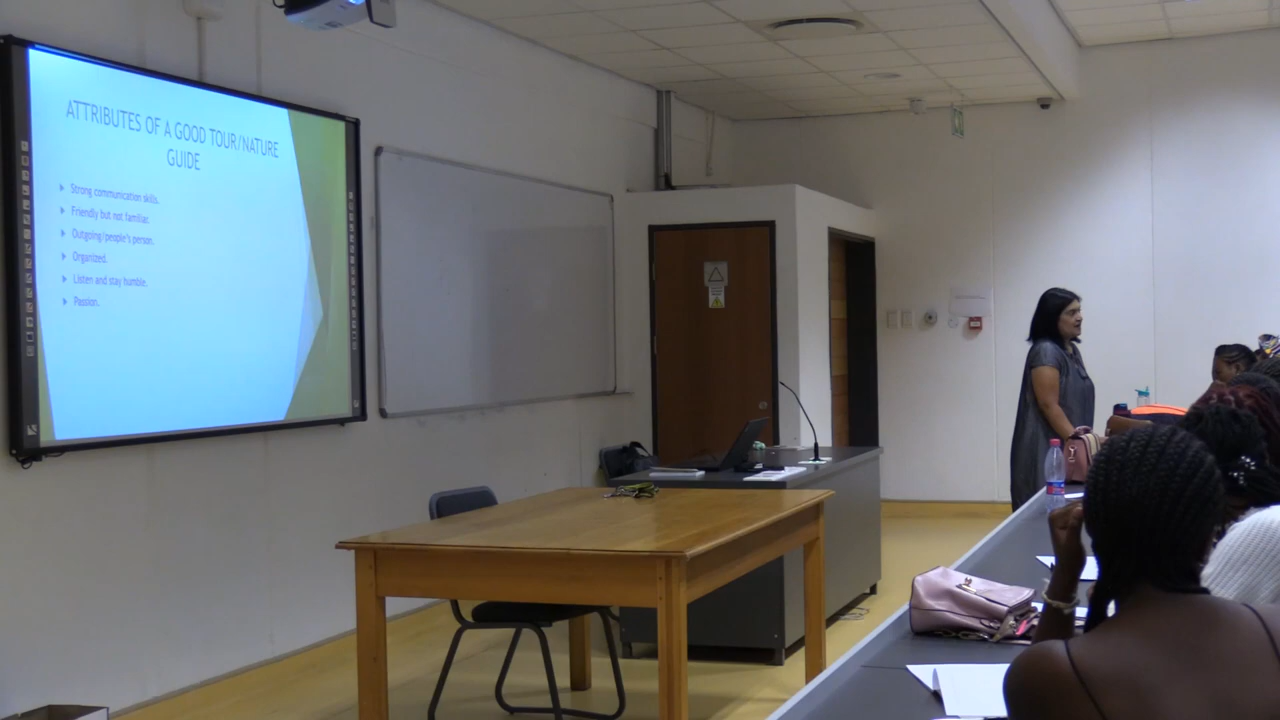 ATTRIBUTES OF A GOOD TOUR/NATURE
GUIDE
Strong communication skills.
Friendly but not familiar.
Outgoing/people's person.
Organized.
Listen and stay humble.
Passion.